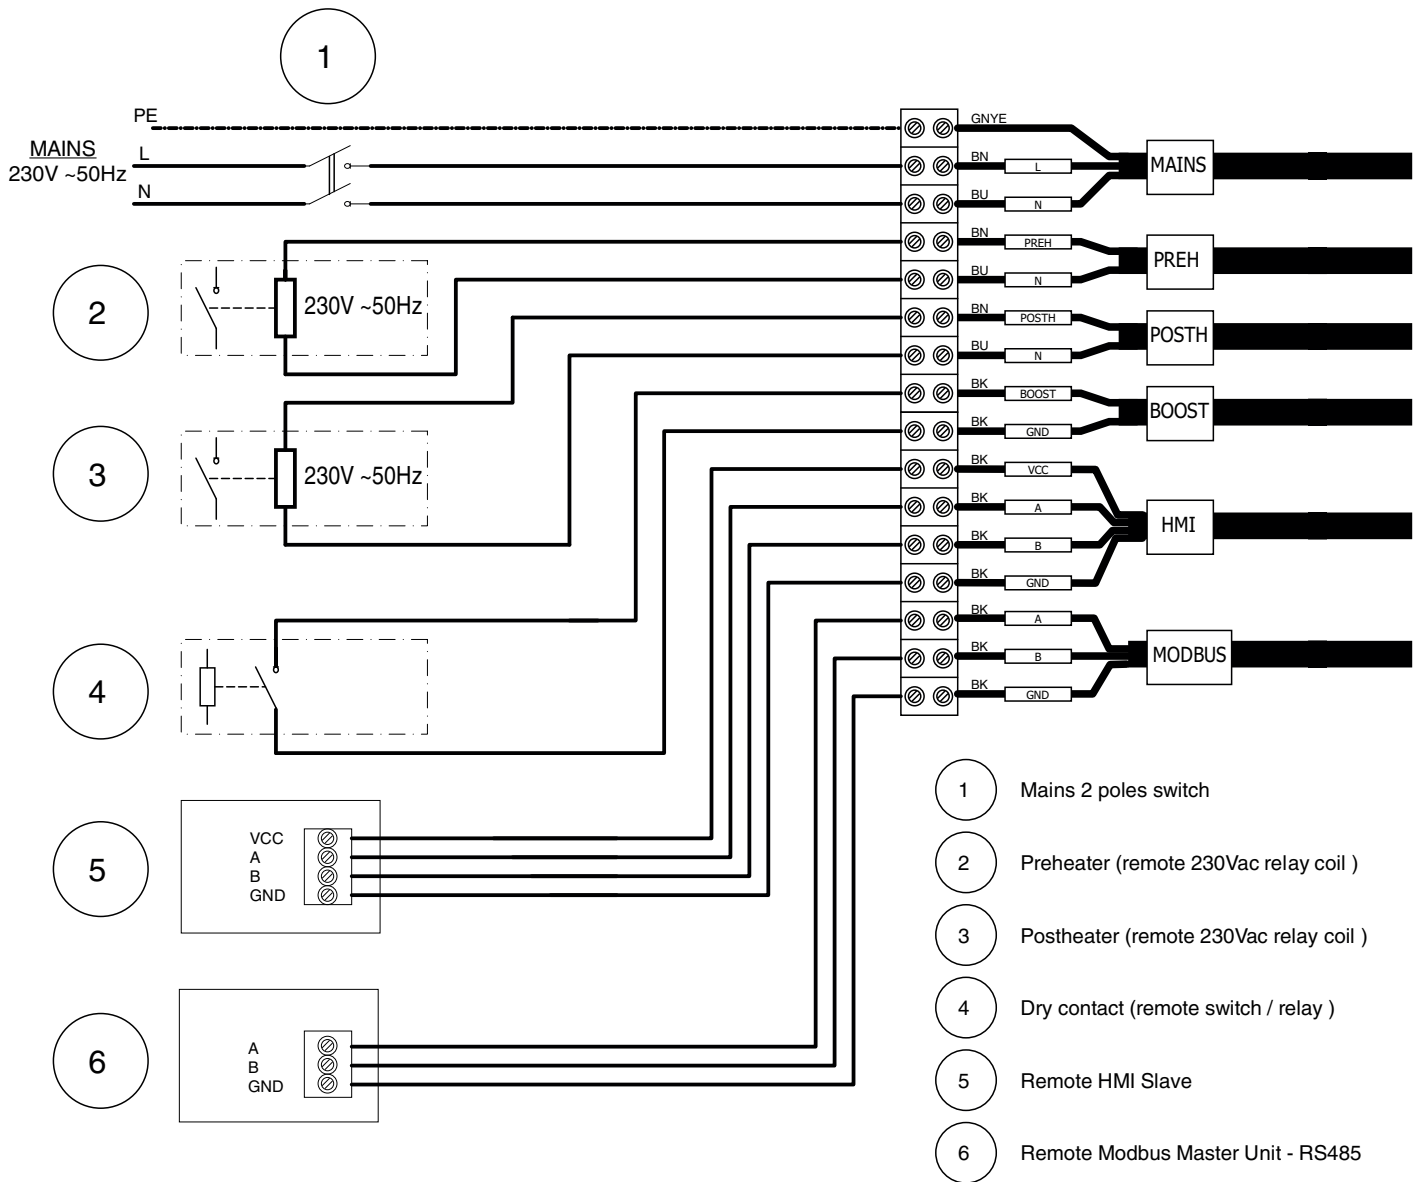 1
PE
MAINS
230V ~50Hz
L
N
2
230V ~50Hz
3
230V ~50Hz
4
5
VCC
A
B
GND
6
A
B
GND
GNYE
BN L
BU N
MAINS
BN PREH
BU N
PREH
BN POSTH
BU N
POSTH
BK BOOST
BK GND
BOOST
BK VCC
BK A
BK B
BK GND
HMI
BK A
BK B
BK GND
MODBUS
1 Mains 2 poles switch
2 Preheater (remote 230Vac relay coil )
3 Postheater (remote 230Vac relay coil )
4 Dry contact (remote switch / relay )
5 Remote HMI Slave
6 Remote Modbus Master Unit - RS485